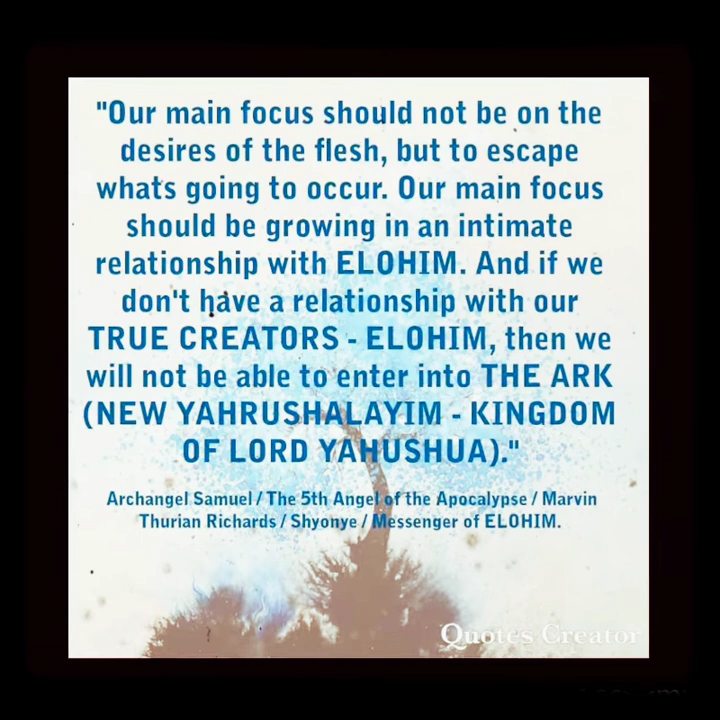 "Our main focus should not be on the
desires of the flesh, but to escape
whats going to occur. Our main focus
should be growing in an intimate
relationship with ELOHIM. And if we
don't have a relationship with our
TRUE CREATORS - ELOHIM, then we
will not be able to enter into THE ARK
(NEW YAHRUSHALAYIM - KINGDOM
OF LORD YAHUSHUA)."
Archangel Samuel / The 5th Angel of the Apocalypse / Marvin
Thurian Richards / Shyonye / Messenger of ELOHIM.
Quotes Creator